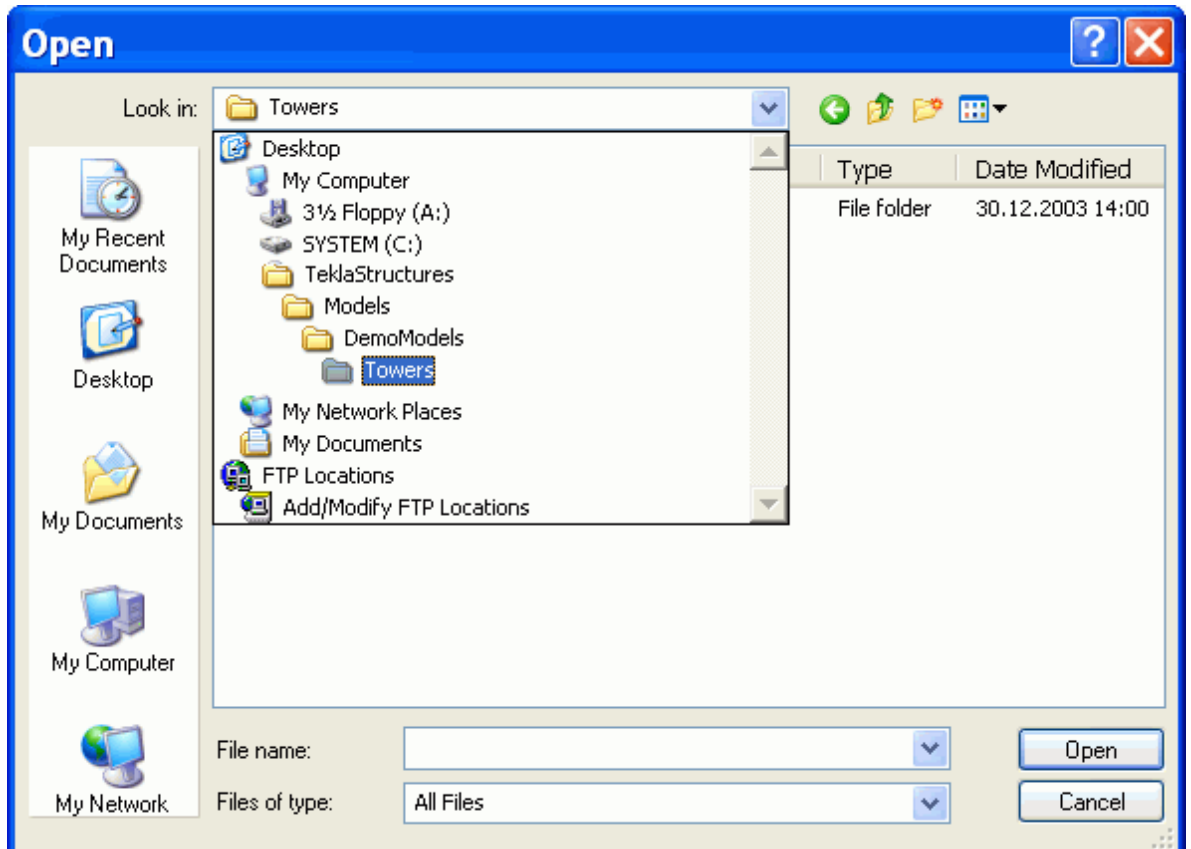 Open
Look in:
Towers
Desktop
My Computer
3½ Floppy (A:)
SYSTEM (C:)
TeklaStructures
Models
DemoModels
Towers
My Network Places
My Documents
FTP Locations
Add/Modify FTP Locations
Type
Date Modified
File folder
30.12.2003 14:00
My Recent
Documents
Desktop
My Documents
My Computer
My Network
File name:
Open
Files of type:
All Files
Cancel